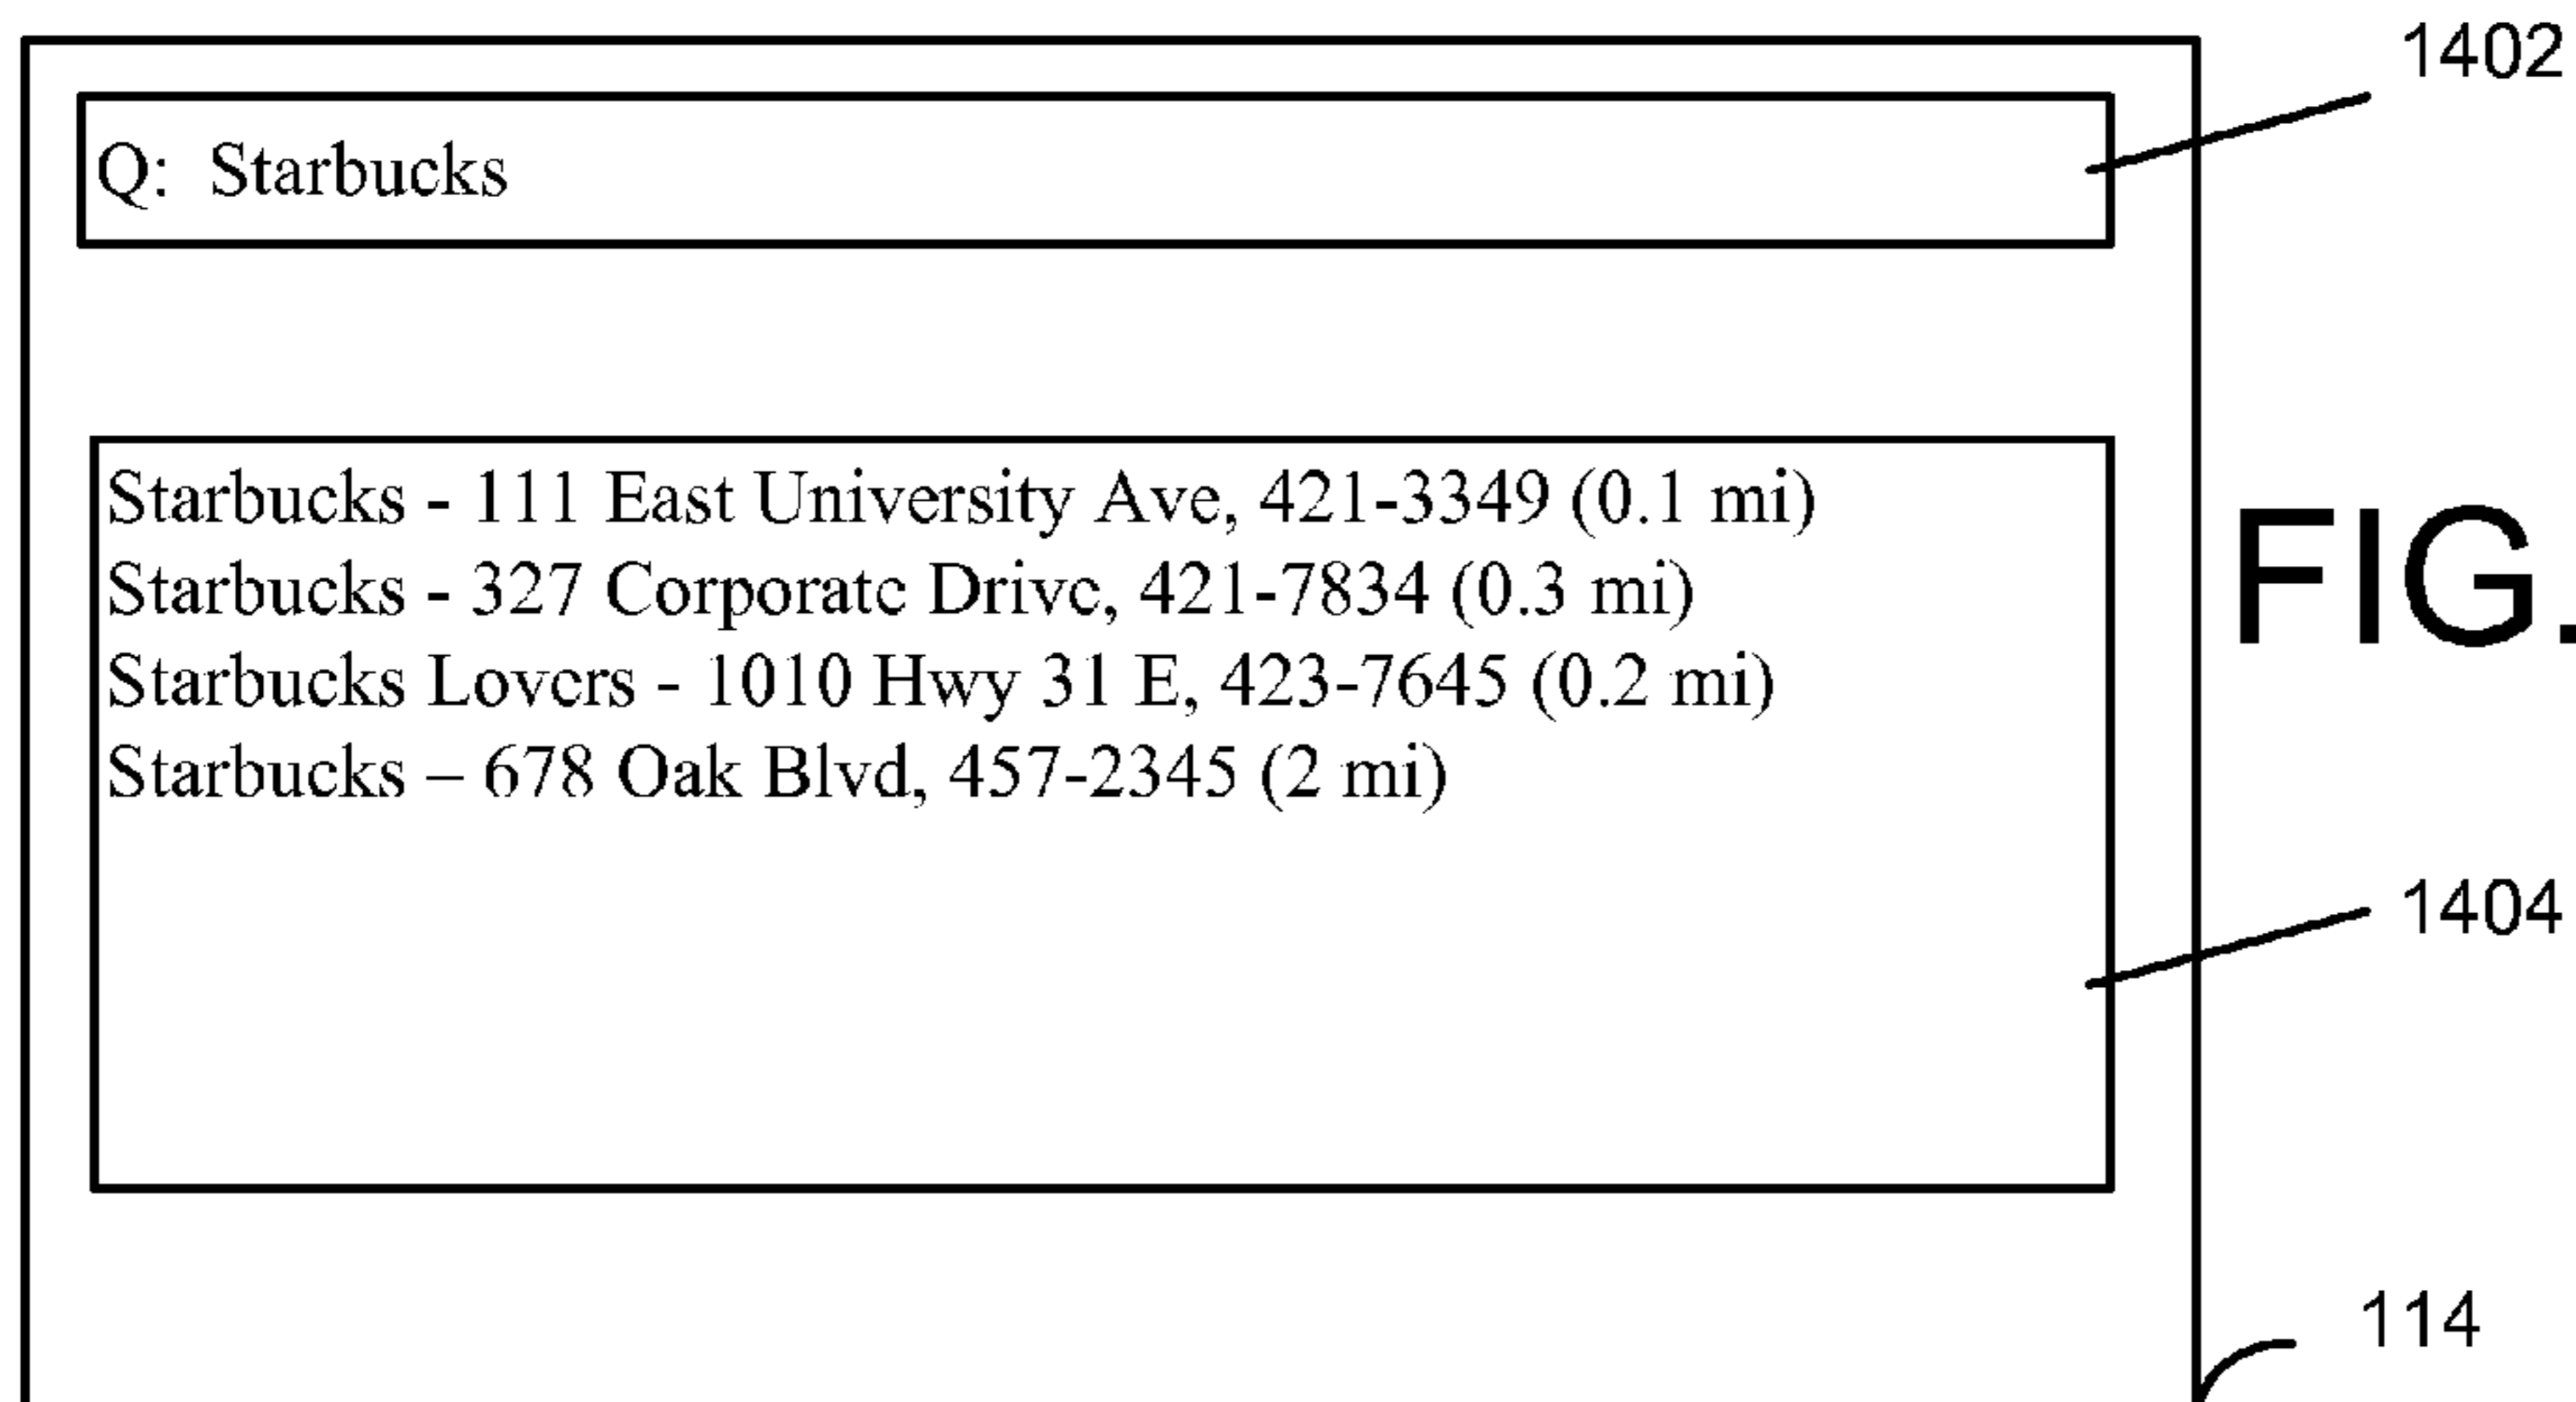 1402
Q: Starbucks
Starbucks - 111 East University Ave, 421-3349 (0.1 mi)
Starbucks - 327 Corporate Drive, 421-7834 (0.3 mi)
Starbucks Lovers - 1010 Hwy 31 E, 423-7645 (0.2 mi)
Starbucks – 678 Oak Blvd, 457-2345 (2 mi)
FIG.
1404
114